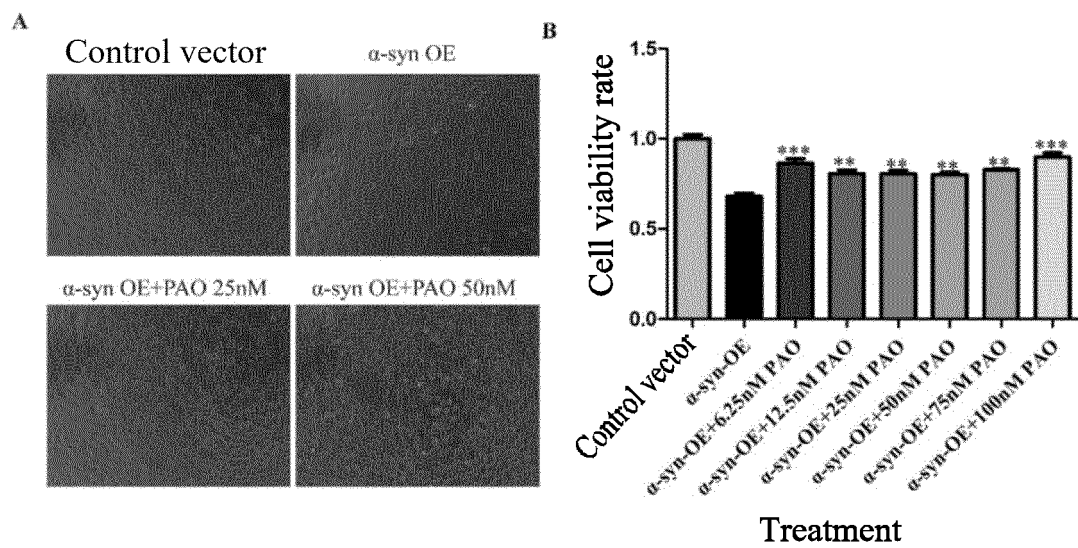 A
Control vector
α-syn OE
α-syn OE+PAO 25nM
α-syn OE+PAO 50nM
B
Cell viability rate
1.5
1.0
0.5
0.0
***
**
**
**
**
***
Control vector
α-syn-OE
α-syn-OE+6.25nM PAO
α-syn-OE+12.5nM PAO
α-syn-OE+25nM PAO
α-syn-OE+50nM PAO
α-syn-OE+75nM PAO
α-syn-OE+100nM PAO
Treatment